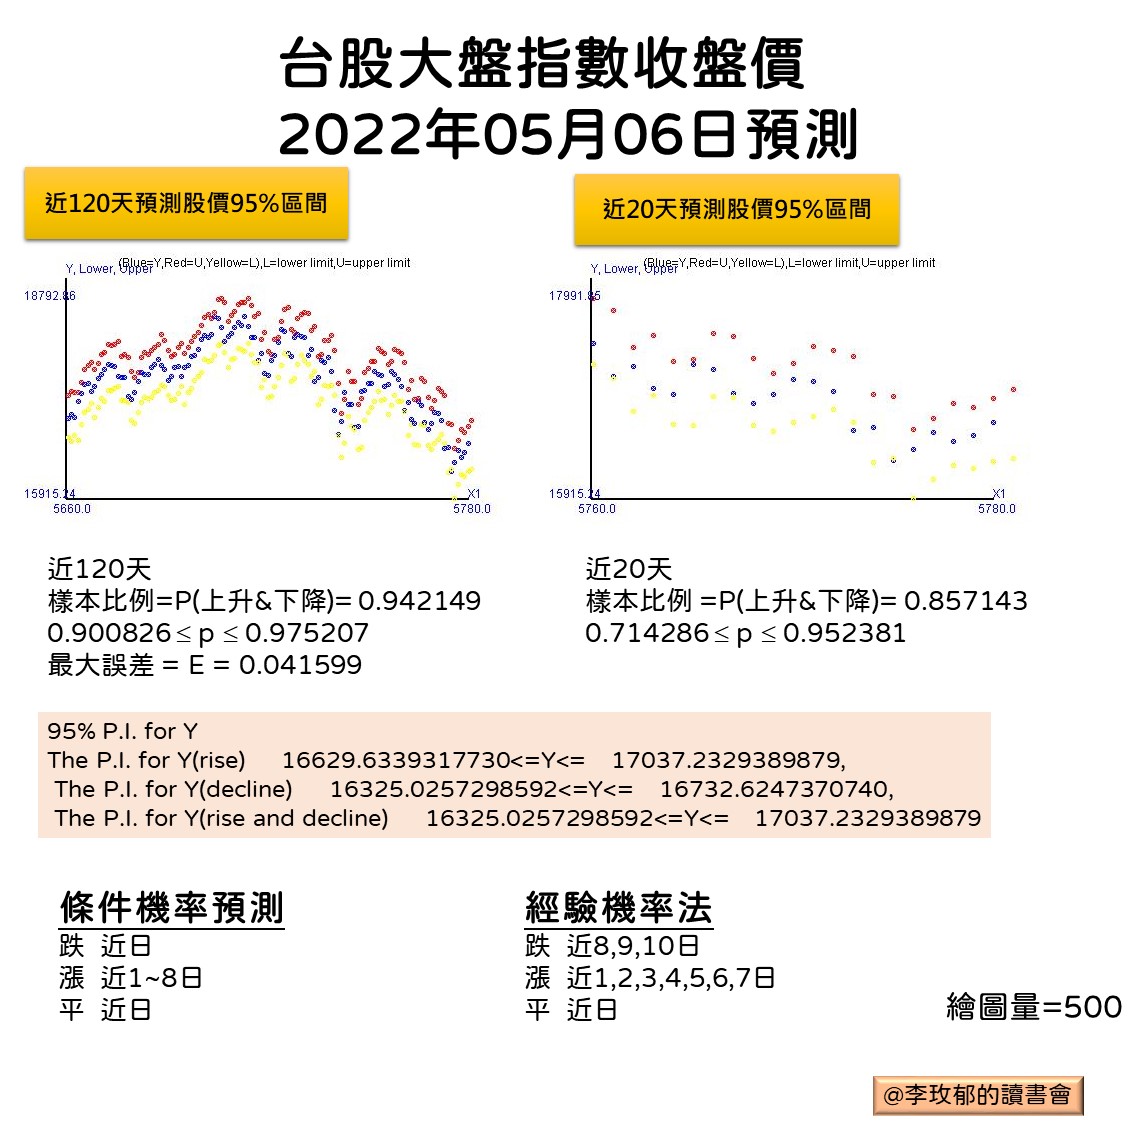 台股大盤指數收盤價
2022年05月06日預測
近120天預測股價95%區間
近20天預測股價95%區間
(Blue=Y,Red=U,Yellow=L),L=lower limit,U=upper limit
Y, Lower, Upper
18792.86
15915.24
X1
5660.0
5780.0
(Blue=Y,Red=U,Yellow=L),L=lower limit,U=upper limit
Y, Lower, Upper
17991.85
15915.24
X1
5760.0
5780.0
近120天
樣本比例=P(上升&下降)= 0.942149
0.900826 ≤ p ≤ 0.975207
最大誤差 = E = 0.041599
近20天
樣本比例 =P(上升&下降)= 0.857143
0.714286 ≤ p ≤ 0.952381
95% P.I. for Y
The P.I. for Y(rise) 16629.6339317730<=Y<= 17037.2329389879,
The P.I. for Y(decline) 16325.0257298592<=Y<= 16732.6247370740,
The P.I. for Y(rise and decline) 16325.0257298592<=Y<= 17037.2329389879
條件機率預測
跌 近日
漲 近1~8日
平 近日
經驗機率法
跌 近8,9,10日
漲 近1,2,3,4,5,6,7日
平 近日
繪圖量=500
@李玫郁的讀書會